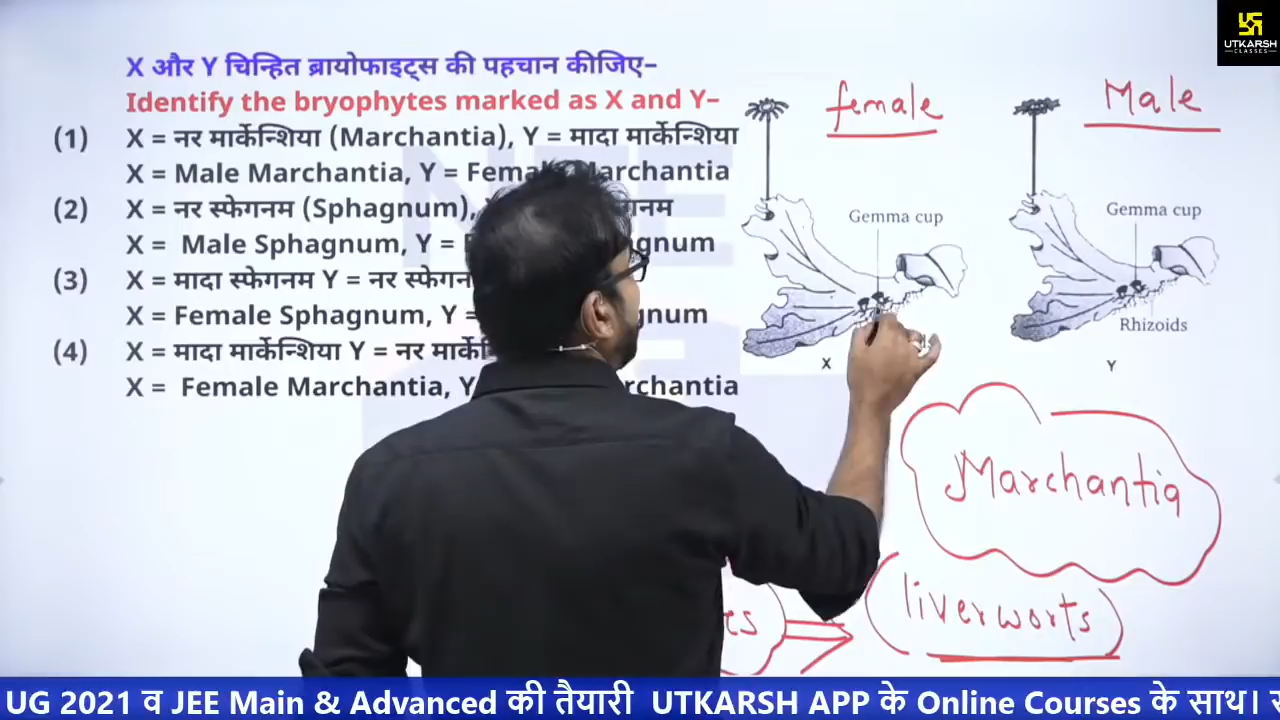 UTKARSH
CLASSES
X और Y चिन्हित ब्रायोफाइट्स की पहचान कीजिए–
Identify the bryophytes marked as X and Y–
(1) X = नर मार्केन्शिया (Marchantia), Y = मादा मार्केन्शिया
X = Male Marchantia, Y = Marchantia
(2) X = नर स्फेगनम (Sphagnum),
X = Male Sphagnum, Y =
(3) X = मादा स्फेगनम Y = नर
X = Female Sphagnum, Y =
(4) X = मादा मार्केन्शिया Y = नर
X = Female Marchantia,
female
Male
Gemma cup
Gemma cup
Rhizoids
X
Y
Marchantia
liverworts
UG 2021 व JEE Main & Advanced की तैयारी UTKARSH APP के Online Courses के साथ।